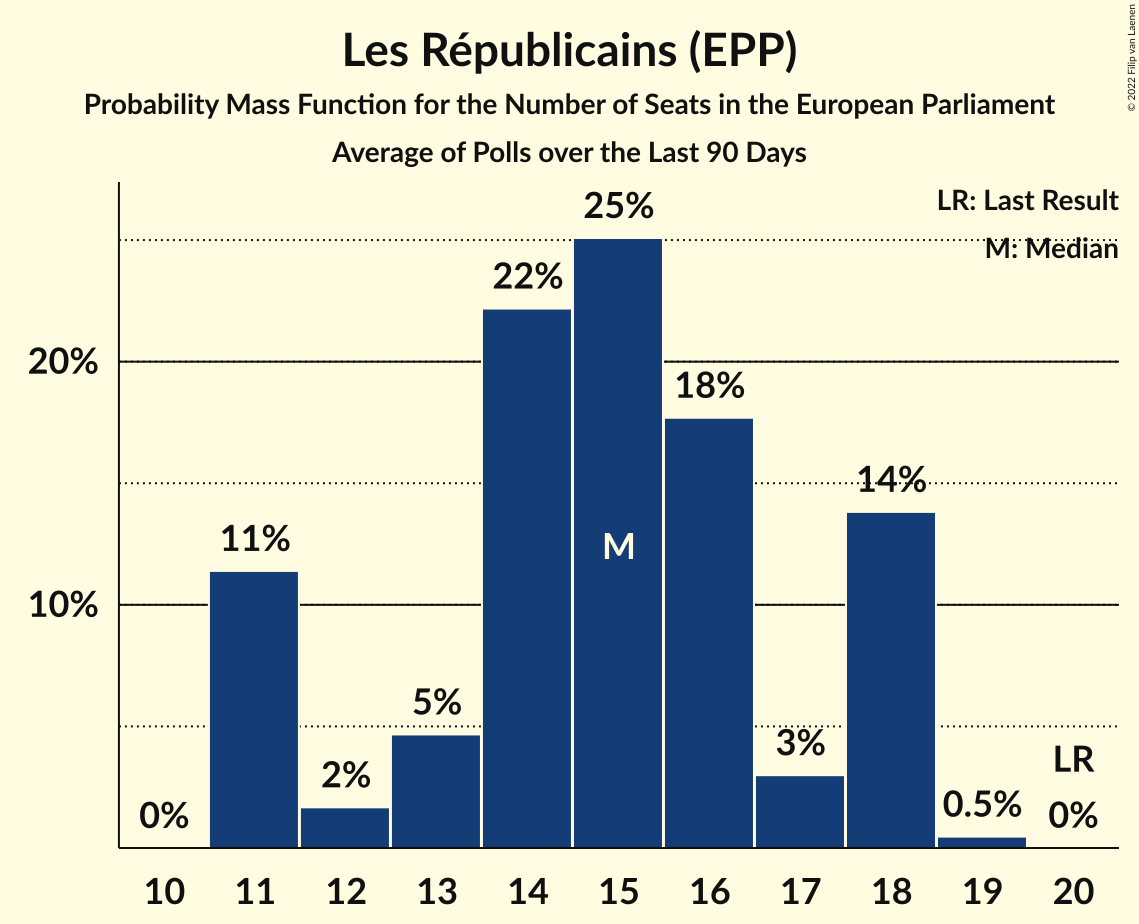 Les Républicains (EPP)
Probability Mass Function for the Number of Seats in the European Parliament
Average of Polls over the Last 90 Days
© 2022 Filip van Laenen
LR: Last Result
M: Median
25%
22%
20%
18%
14%
11%
M
10%
5%
3%
2%
LR
0.5%
0%
0%
10 11 12 13 14 15 16 17 18 19 20